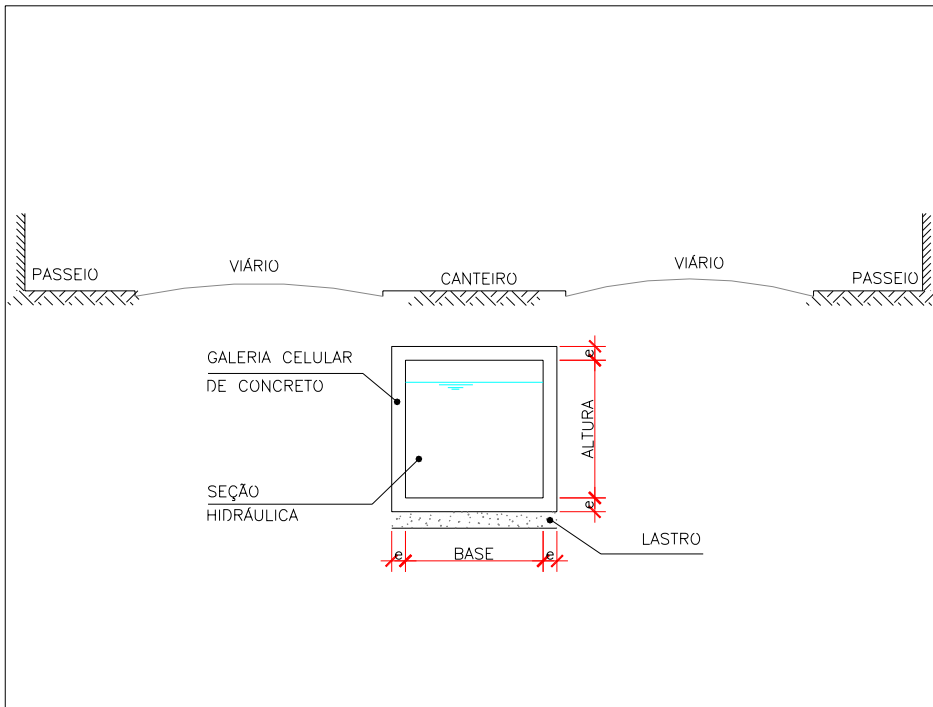 PASSEIO
VIÁRIO
CANTEIRO
VIÁRIO
PASSEIO
GALERIA CELULAR
DE CONCRETO
e
ALTURA
e
SEÇÃO
HIDRÁULICA
LASTRO
e
BASE
e